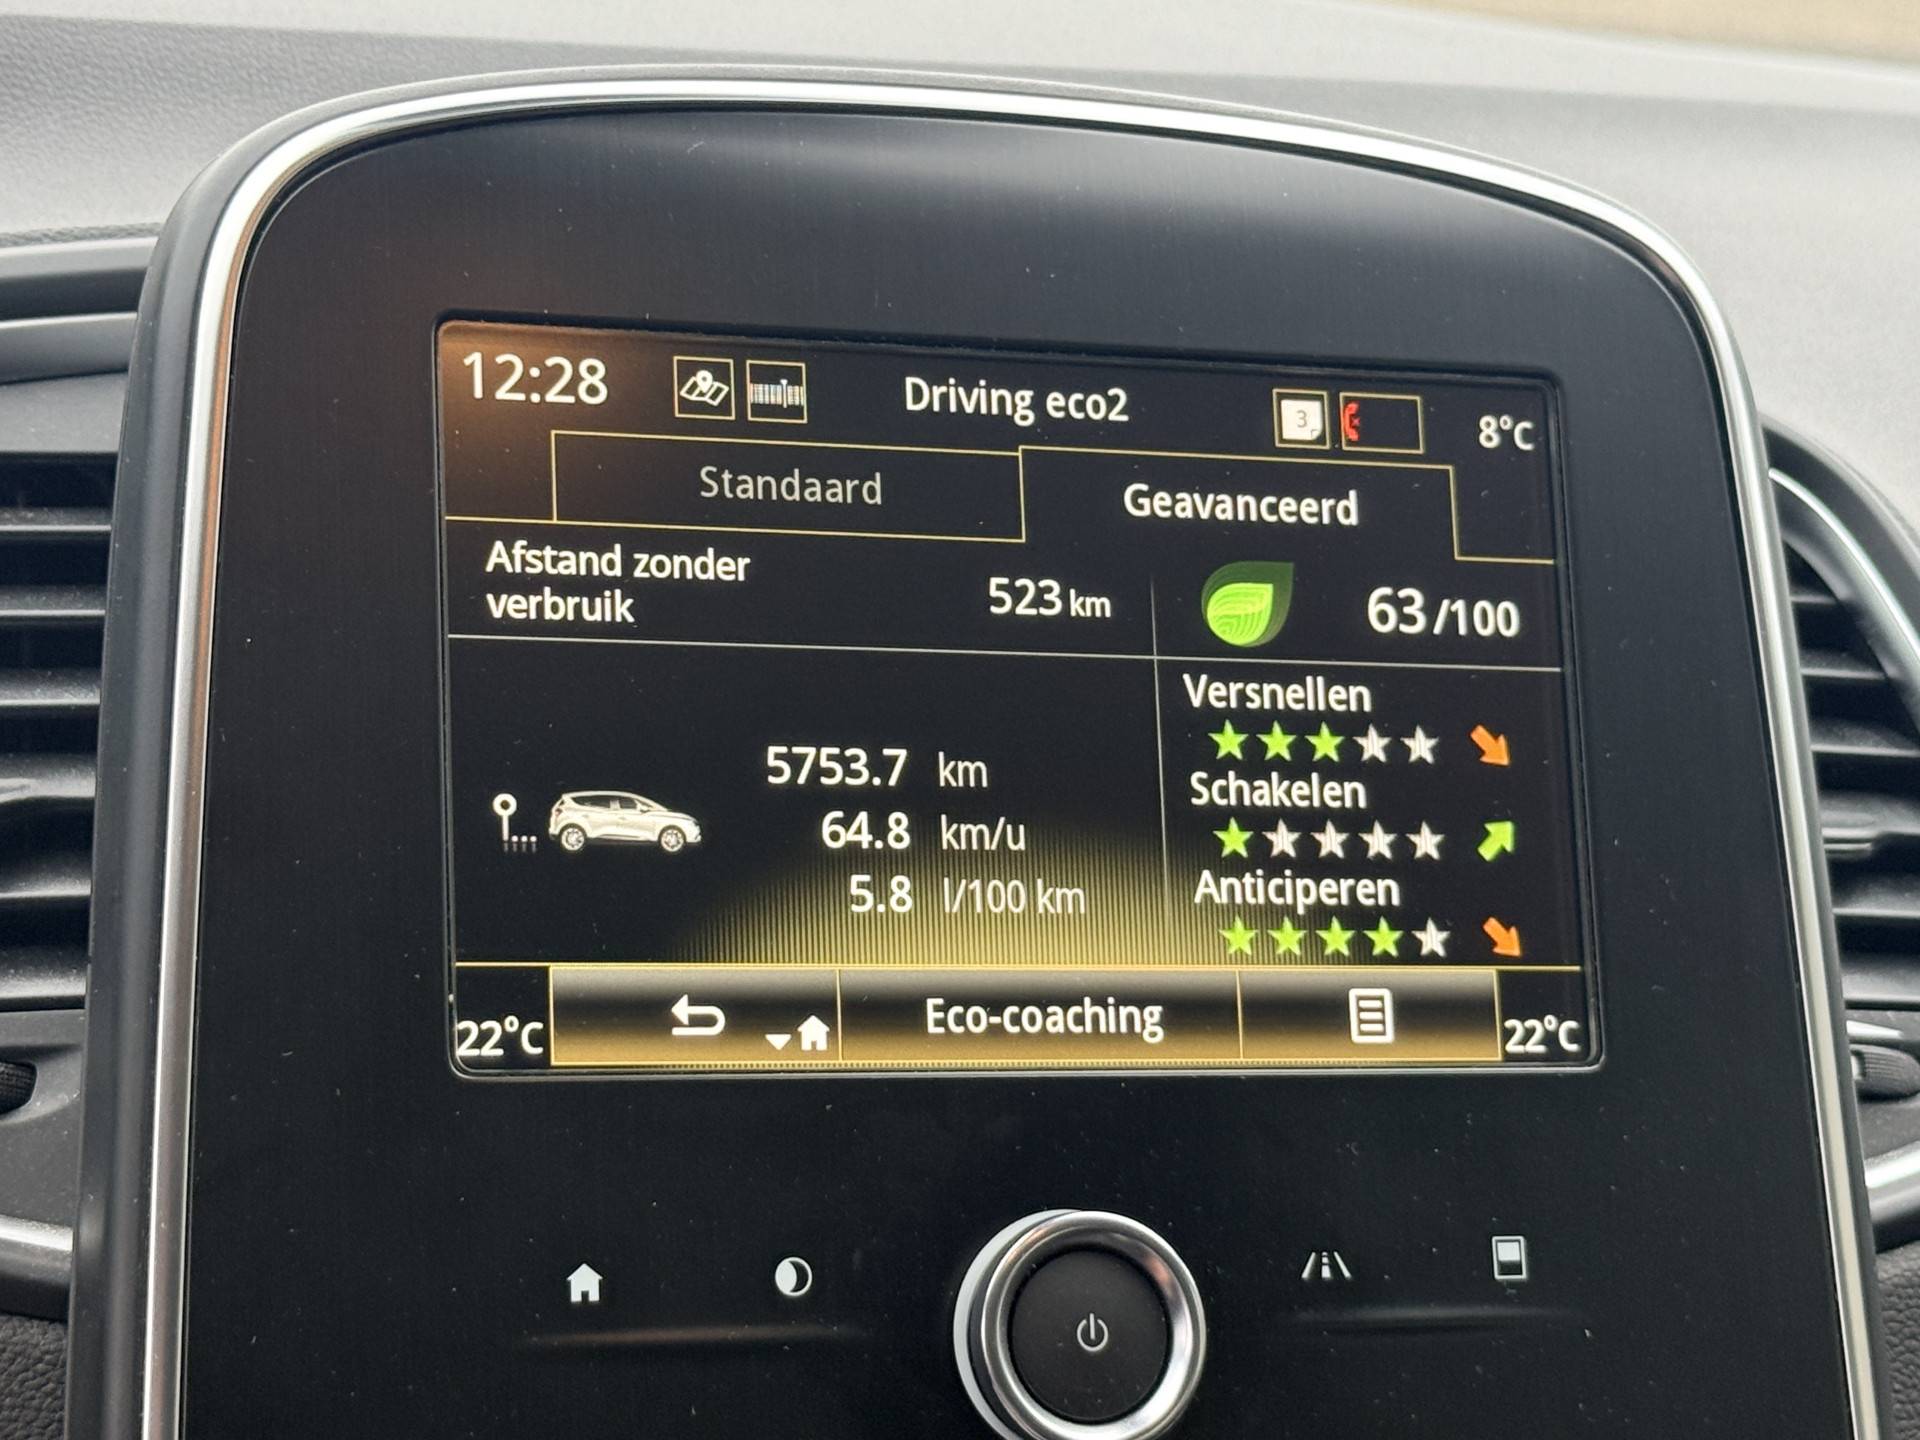 12:28
Driving eco2
3
8°C
Standaard
Geavanceerd
Afstand zonder
verbruik
523 km
63/100
Versnellen
5753.7 km
Schakelen
64.8 km/u
Anticiperen
5.8 l/100 km
22°C
Eco-coaching
22°C